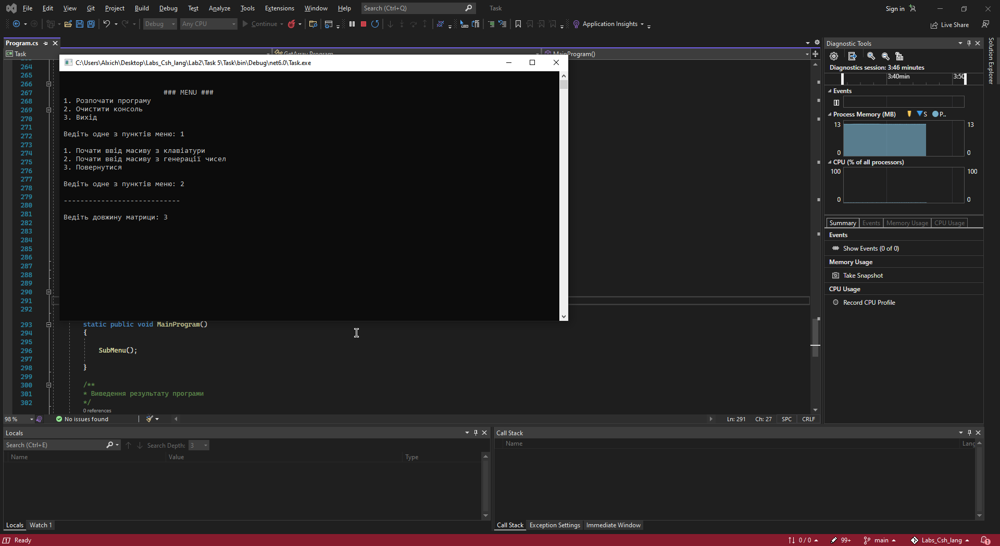 File Edit View Git Project Build Debug Test Analyze Tools Extensions Window Help Search (Ctrl+Q) Task Sign in
Debug Any CPU Continue Application Insights Live Share
Program.cs
Task GetArray.Program MainProgram()
C:\Users\Alxich\Desktop\Labs_Csh_lang\Lab2\Task 5\Task\bin\Debug\net6.0\Task.exe
### MENU ###
1. Розпочати програму
2. Очистити консоль
3. Вихід
Ведіть одне з пунктів меню: 1
1. Почати ввід масиву з клавіатури
2. Почати ввід масиву з генерації чисел
3. Повернутися
Ведіть одне з пунктів меню: 2
----------------------------
Ведіть довжину матрици: 3
264
265
266
267
268
269
270
271
272
273
274
275
276
277
278
279
280
281
282
283
284
285
286
287
288
289
290
291
292
293 static public void MainProgram()
294 {
295
296 SubMenu();
297
298 }
299
300 /**
301 * Виведення результату програми
302 */
0 references
98 % No issues found Ln: 291 Ch: 27 SPC CRLF
Diagnostic Tools
Diagnostics session: 3:46 minutes
3:40min 3:50
Events
Process Memory (MB) S P..
13 13
0 0
CPU (% of all processors)
100 100
0 0
Summary Events Memory Usage CPU Usage
Events
Show Events (0 of 0)
Memory Usage
Take Snapshot
CPU Usage
Record CPU Profile
Solution Explorer
Locals
Search (Ctrl+E) Search Depth: 3
Name Value Type
Locals Watch 1
Call Stack
Name Lang
Call Stack Exception Settings Immediate Window
Ready 0 / 0 99+ main Labs_Csh_lang 1